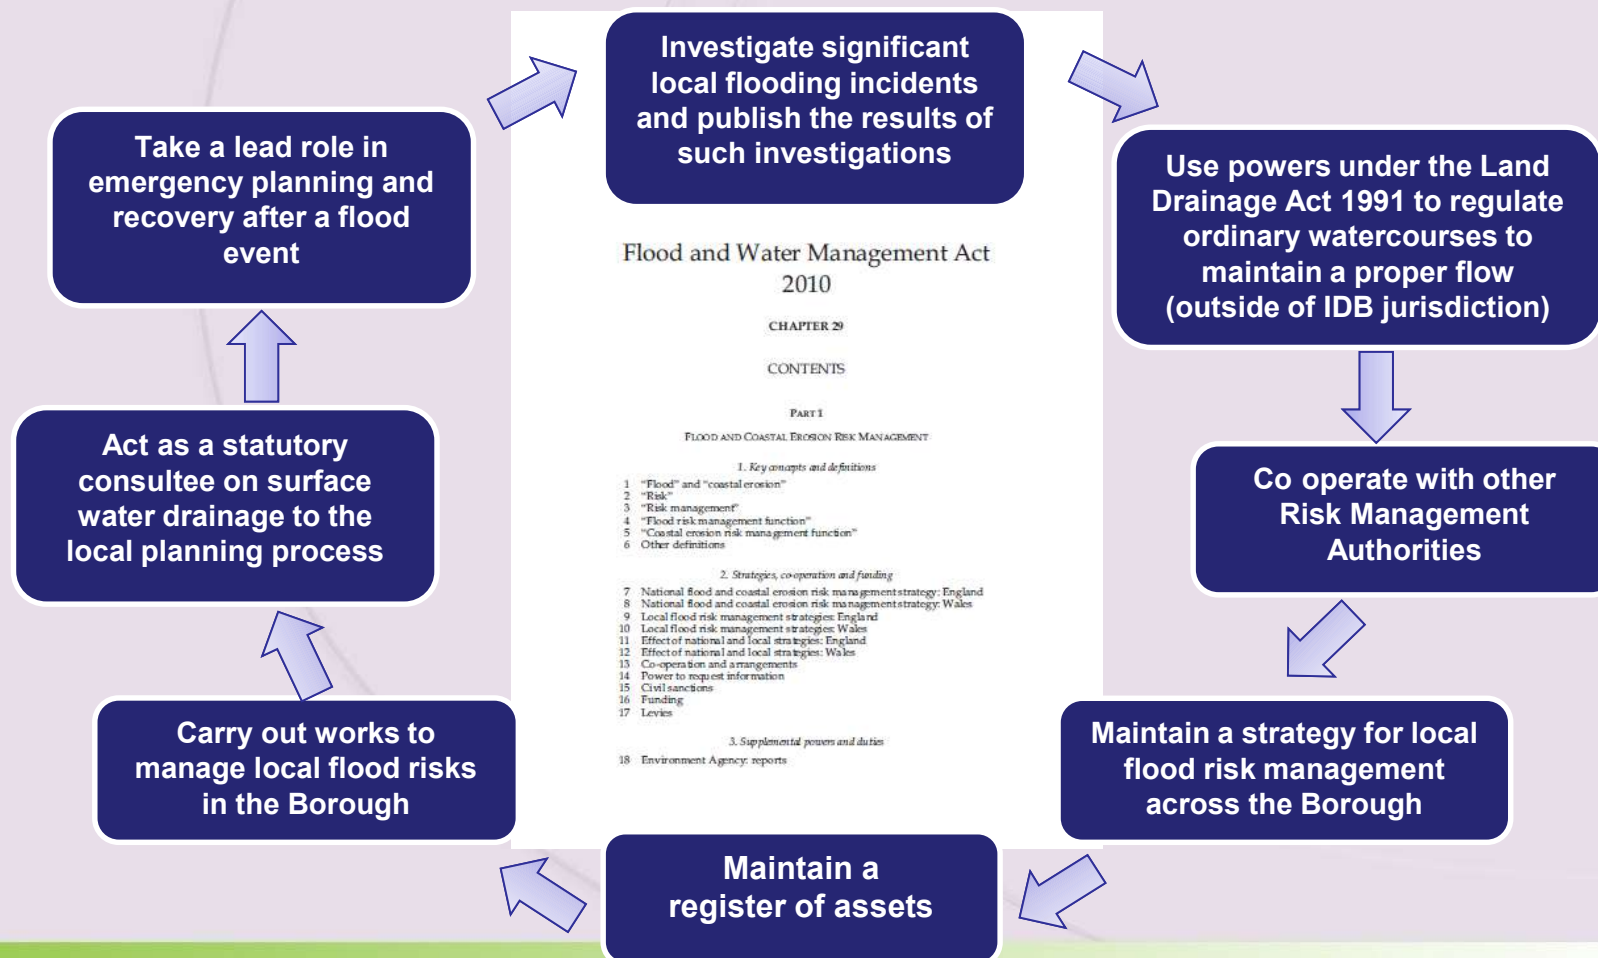 Investigate significant
local flooding incidents
and publish the results of
such investigations
Use powers under the Land
Drainage Act 1991 to regulate
ordinary watercourses to
maintain a proper flow
(outside of IDB jurisdiction)
Co operate with other
Risk Management
Authorities
Maintain a strategy for local
flood risk management
across the Borough
Maintain a
register of assets
Carry out works to
manage local flood risks
in the Borough
Act as a statutory
consultee on surface
water drainage to the
local planning process
Take a lead role in
emergency planning and
recovery after a flood
event
Flood and Water Management Act
2010
CHAPTER 29
CONTENTS
PART 1
FLOOD AND COASTAL EROSION RISK MANAGEMENT
1. Key concepts and definitions
1 "Flood" and "coastal erosion"
2 "Risk"
3 "Risk management"
4 "Flood risk management function"
5 "Coastal erosion risk management function"
6 Other definitions
2. Strategies, co-operation and funding
7 National flood and coastal erosion risk management strategy: England
8 National flood and coastal erosion risk management strategy: Wales
9 Local flood risk management strategies: England
10 Local flood risk management strategies: Wales
11 Effect of national and local strategies: England
12 Effect of national and local strategies: Wales
13 Co-operation and arrangements
14 Power to request information
15 Civil sanctions
16 Funding
17 Levies
3. Supplemental powers and duties
18 Environment Agency: reports